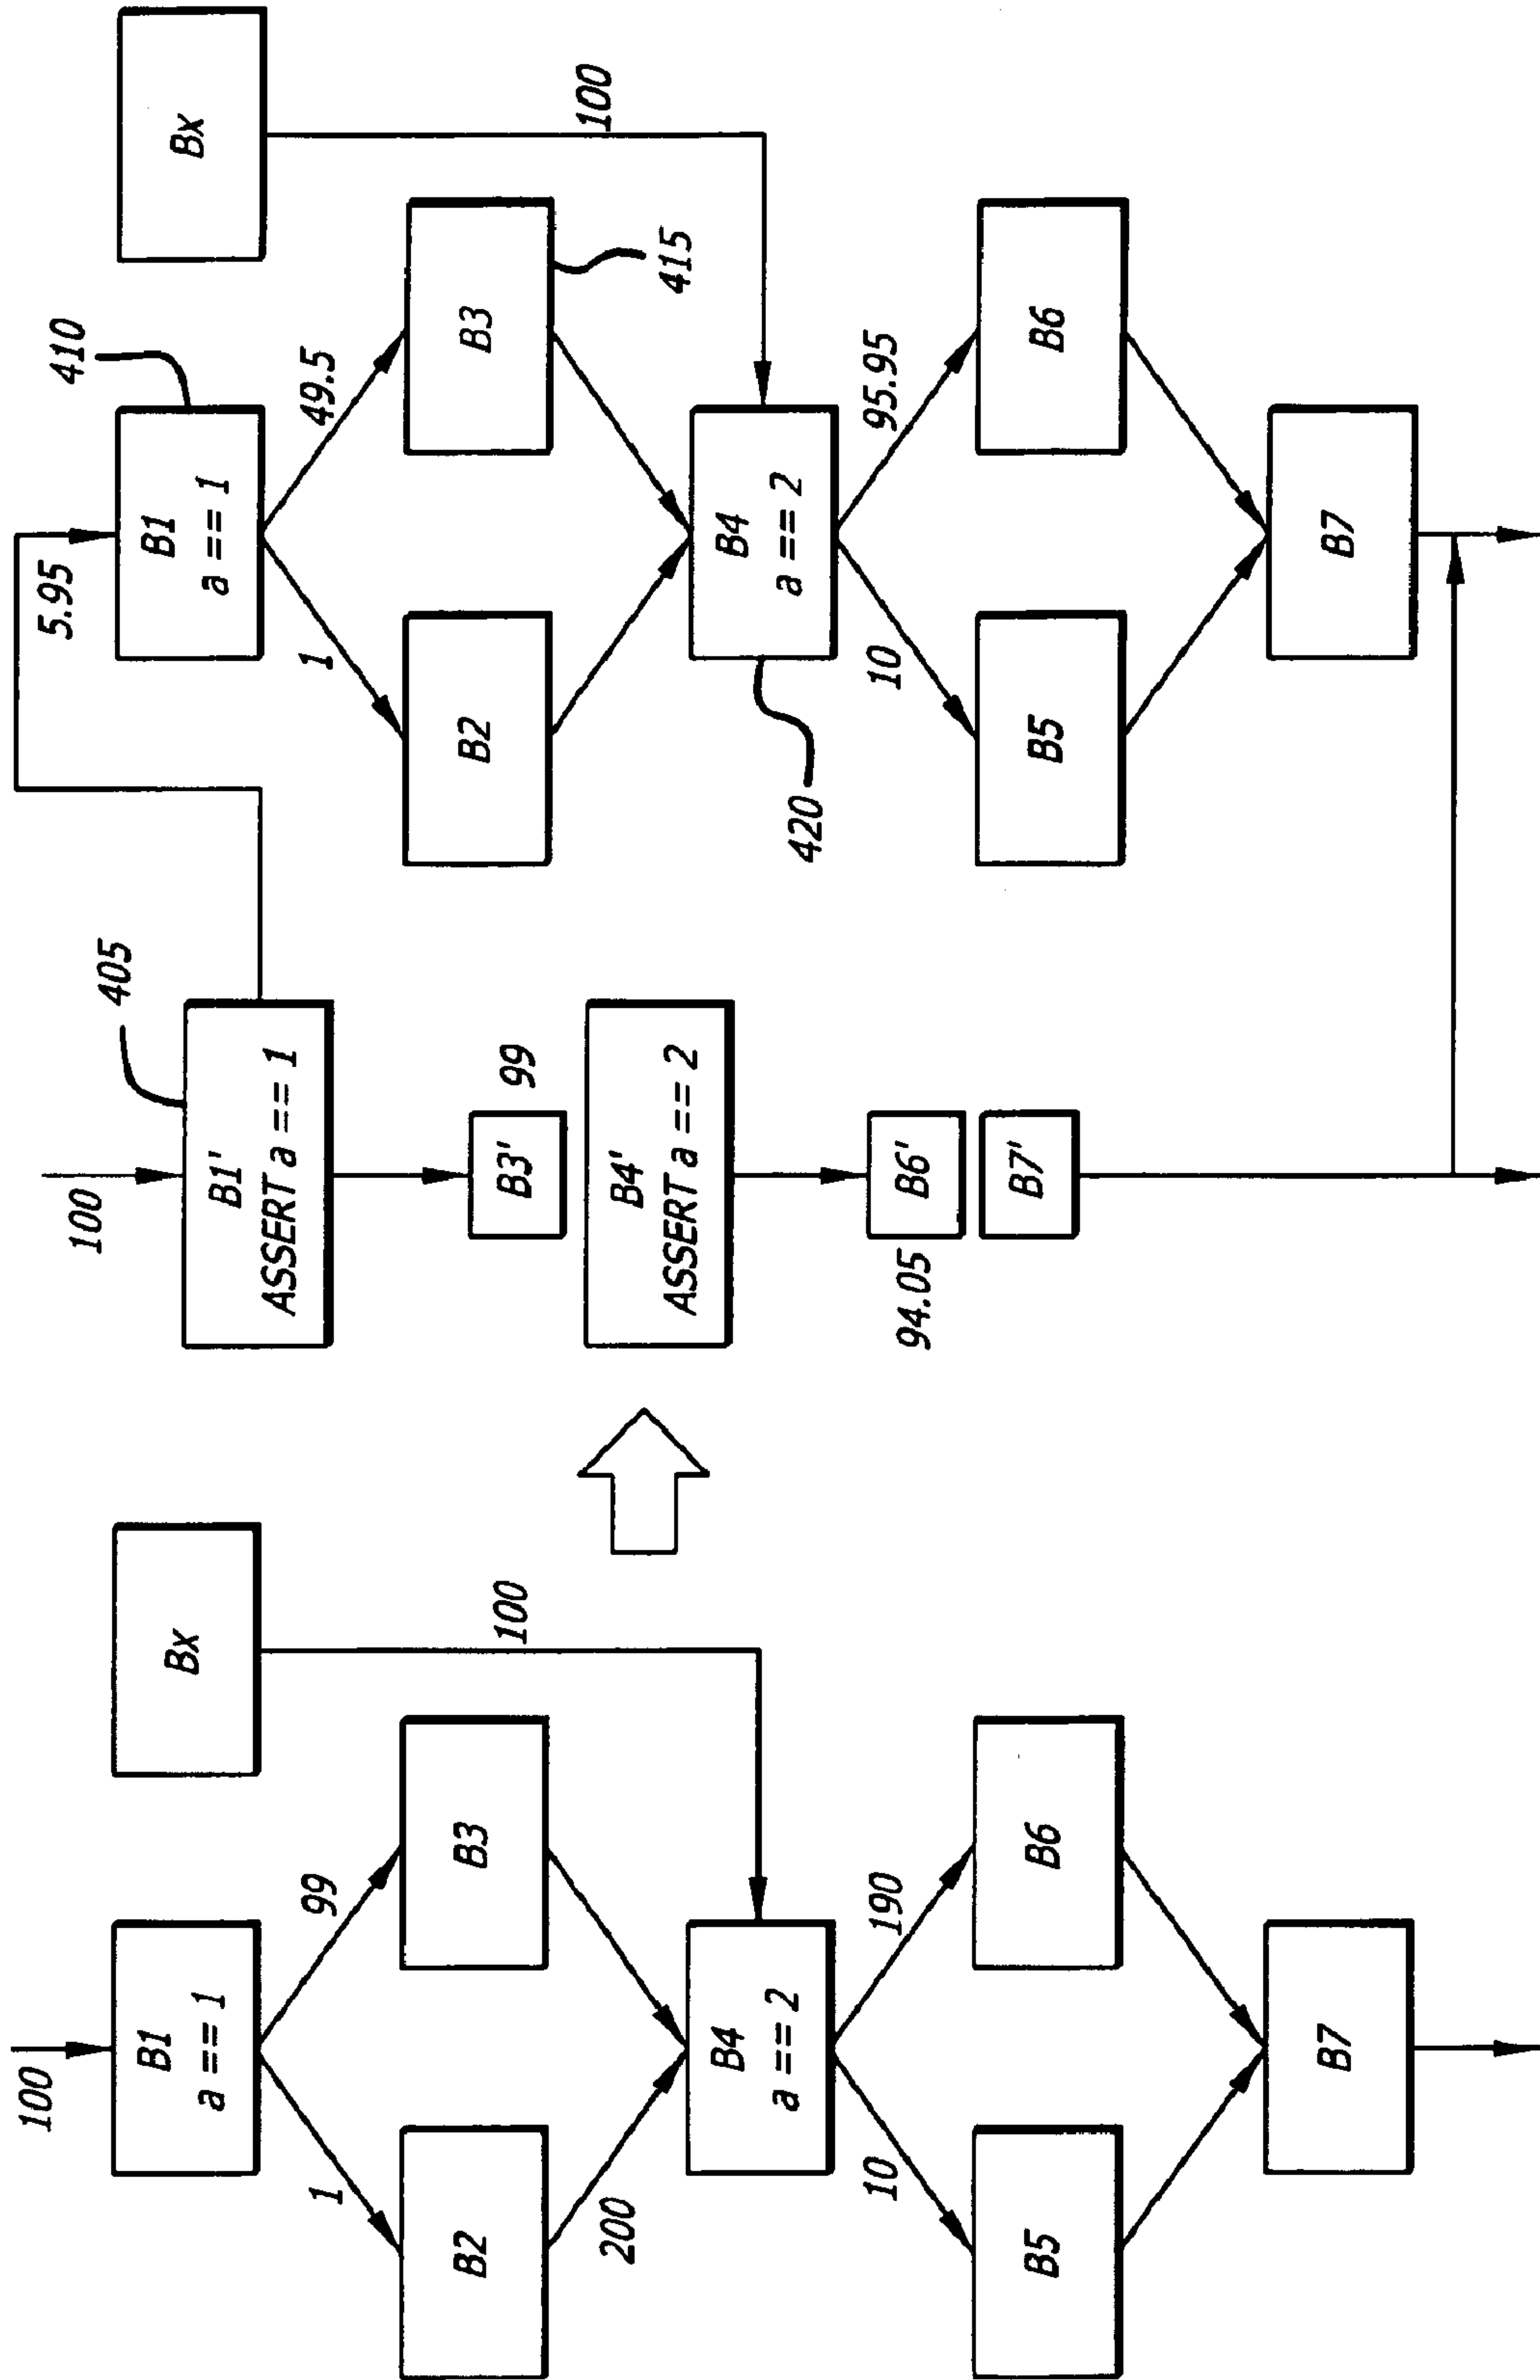 100
B1
a == 1
1
99
B2
B3
200
Bx
100
B4
a == 2
10
190
B5
B6
B7
100
405
B1'
ASSERT a == 1
B3'
99
B4'
ASSERT a == 2
94.05
B6'
B7'
5.95
410
B1
a == 1
1
49.5
B2
B3
415
Bx
100
B4
a == 2
420
10
95.95
B5
B6
B7